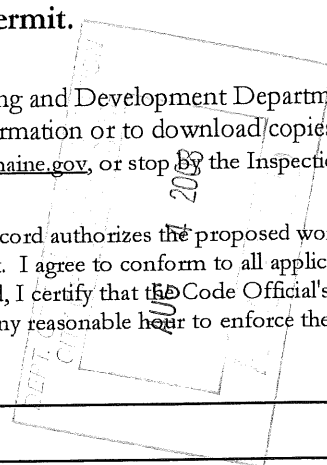 ermit.
ng and Development Departm
rmation or to download copies
naine.gov, or stop by the Inspectio
cord authorizes the proposed wor
. I agree to conform to all applic
l, I certify that the Code Official's
ny reasonable hour to enforce the
AUG